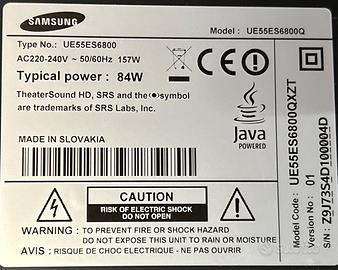 SAMSUNG
Model : UE55ES6800Q
Type No.: UE55ES6800
AC220-240V ~ 50/60Hz 157W
Typical power : 84W
TheaterSound HD, SRS and the (●) symbol
are trademarks of SRS Labs, Inc.
Java
POWERED
MADE IN SLOVAKIA
CAUTION
RISK OF ELECTRIC SHOCK
DO NOT OPEN
WARNING : TO PREVENT FIRE OR SHOCK HAZARD
DO NOT EXPOSE THIS UNIT TO RAIN OR MOISTURE
AVIS : RISQUE DE CHOC ELECTRIQUE - NE PAS OUVRIR
Model Code : UE55ES6800QXZT
Version No : 01
S/N : Z9J73S4D100004D